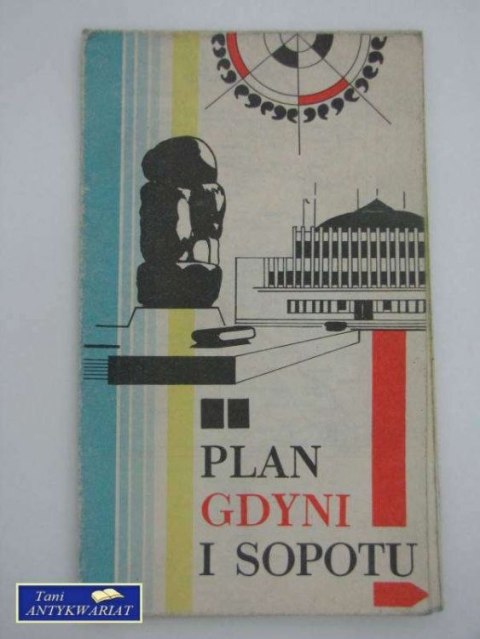 PLAN
GDYNI
I SOPOTU
Tani
ANTYKWARIAT